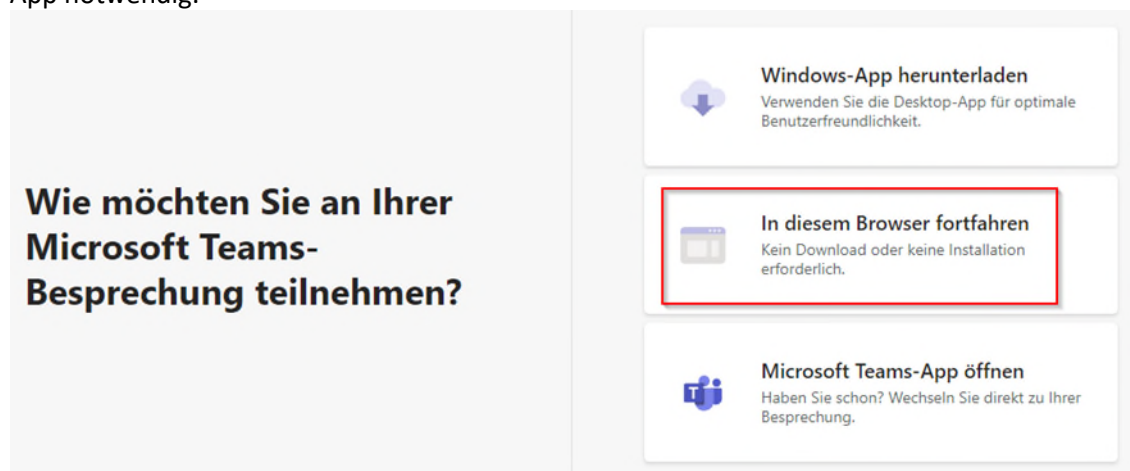 App notwendig.
Wie möchten Sie an Ihrer
Microsoft Teams-
Besprechung teilnehmen?
Windows-App herunterladen
Verwenden Sie die Desktop-App für optimale
Benutzerfreundlichkeit.
In diesem Browser fortfahren
Kein Download oder keine Installation
erforderlich.
Microsoft Teams-App öffnen
Haben Sie schon? Wechseln Sie direkt zu Ihrer
Besprechung.